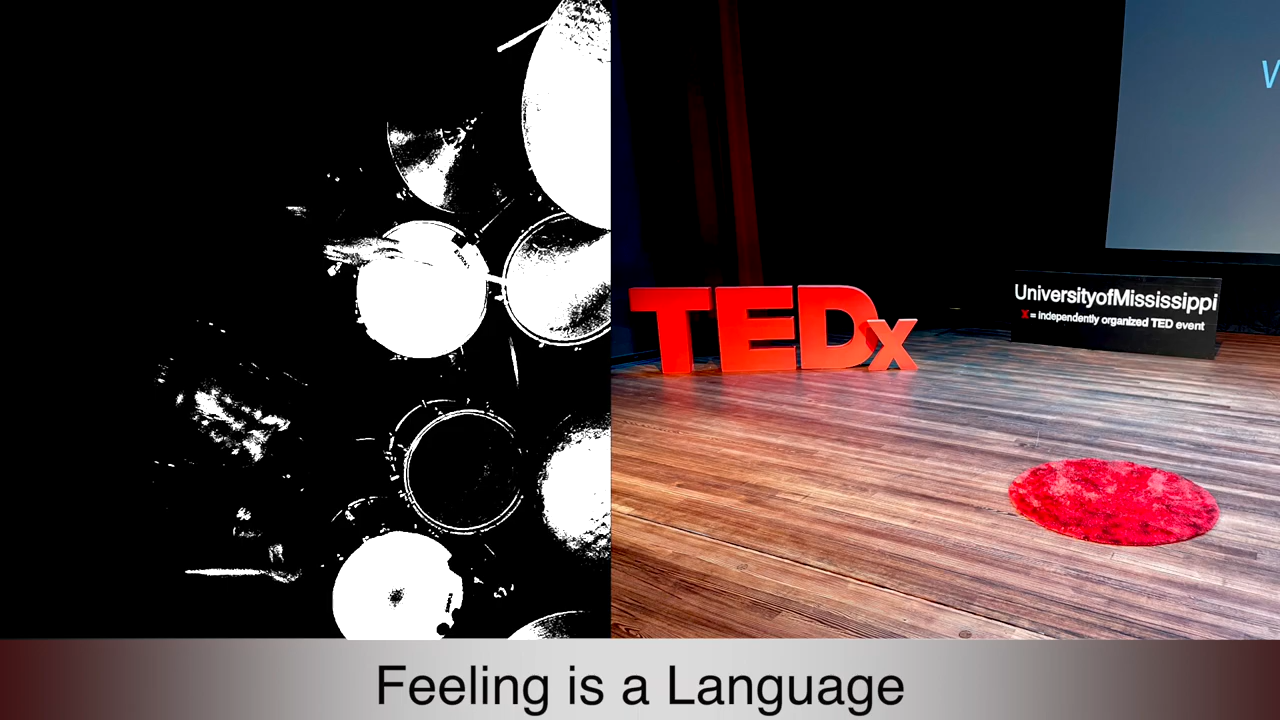 V
TEDx
UniversityofMississippi
X = independently organized TED event
Feeling is a Language